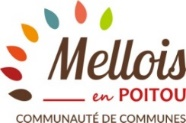 Mellois
en POITOU
COMMUNAUTÉ DE COMMUNES